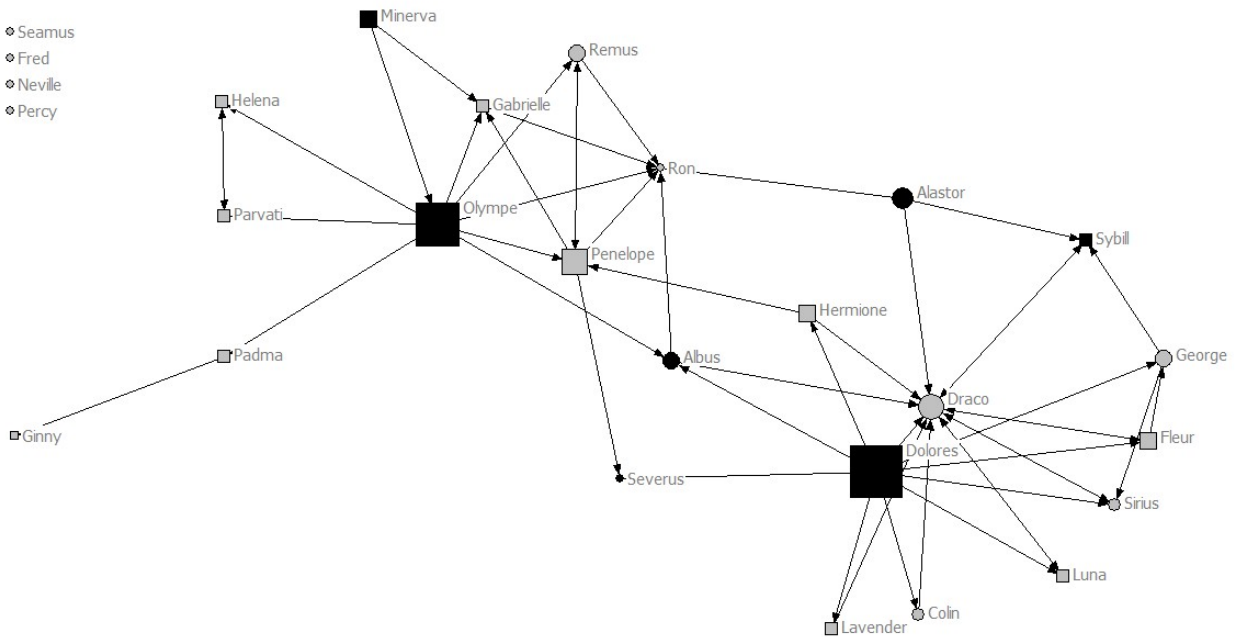 Minerva
Seamus
Remus
Fred
Neville
Helena
Gabrielle
Percy
Ron
Alastor
Olympe
Parvati
Sybill
Penelope
Hermione
Padma
Albus
George
Draco
Ginny
Fleur
Dolores
Severus
Sirius
Luna
Colin
Lavender